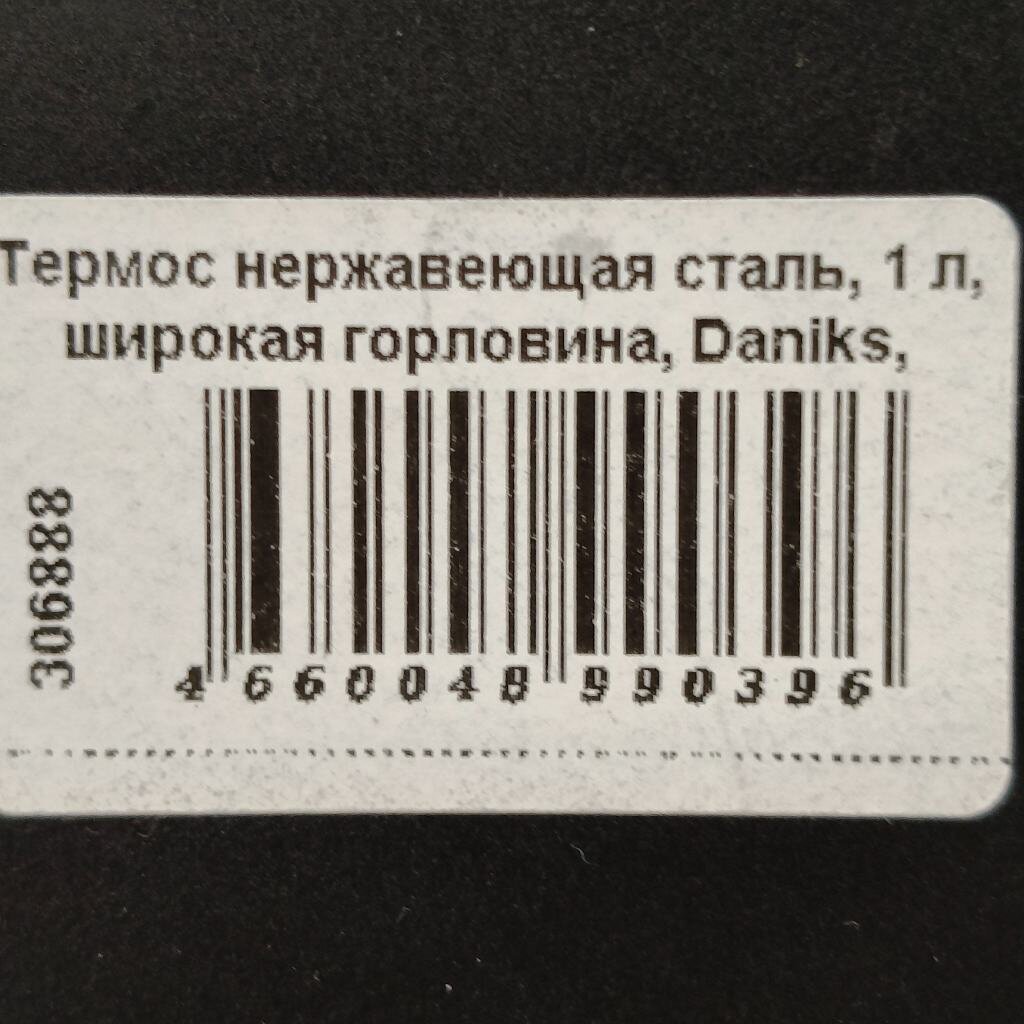 Термос нержавеющая сталь, 1 л,
широкая горловина, Daniks,
306888
4 660048 990396